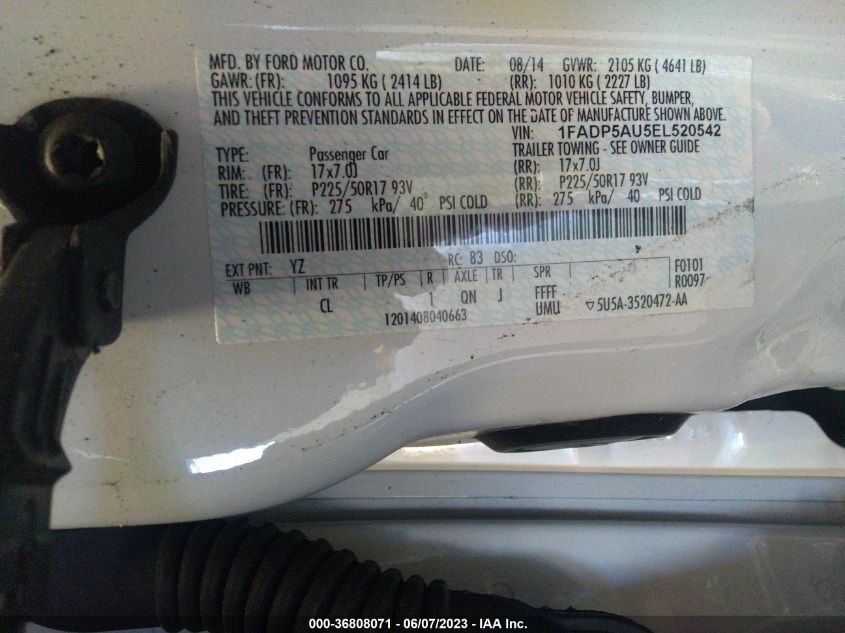 MFD. BY FORD MOTOR CO. DATE: 08/14 GVWR: 2105 KG ( 4641 LB)
GAWR: (FR): 1095 KG ( 2414 LB) (RR): 1010 KG ( 2227 LB)
THIS VEHICLE CONFORMS TO ALL APPLICABLE FEDERAL MOTOR VEHICLE SAFETY, BUMPER,
AND THEFT PREVENTION STANDARDS IN EFFECT ON THE DATE OF MANUFACTURE SHOWN ABOVE.
VIN: 1FADP5AU5EL520542
TYPE: Passenger Car TRAILER TOWING - SEE OWNER GUIDE
RIM: (FR): 17x7.0J (RR): 17x7.0J
TIRE: (FR): P225/50R17 93V (RR): P225/50R17 93V
PRESSURE: (FR): 275 kPa/ 40 PSI COLD (RR): 275 kPa/ 40 PSI COLD
EXT PNT: YZ RC: 83 DSO: F0101
WB INT TR TP/PS R AXLE TR SPR R0097
CL 1 QN J FFFF
1201408040663 UMU ▽5U5A-3520472-AA
000-36808071 - 06/07/2023 - IAA Inc.